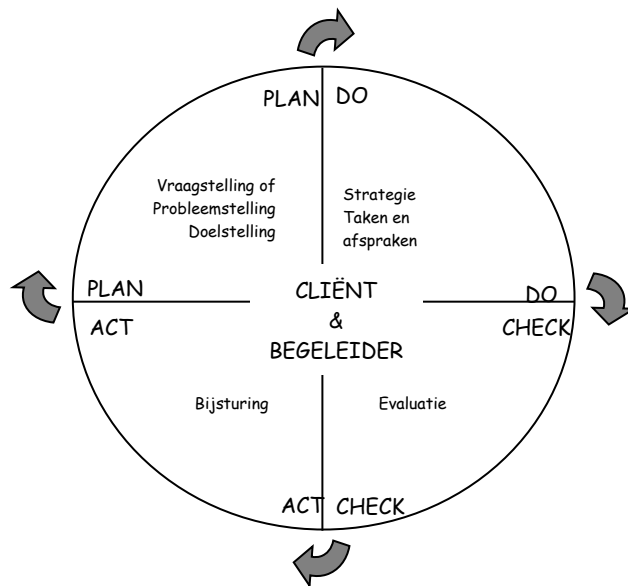 PLAN DO
Vraagstelling of
Probleemstelling
Doelstelling
Strategie
Taken en
afspraken
PLAN
DO
CLIËNT
&
BEGELEIDER
ACT
CHECK
Bijsturing
Evaluatie
ACT CHECK